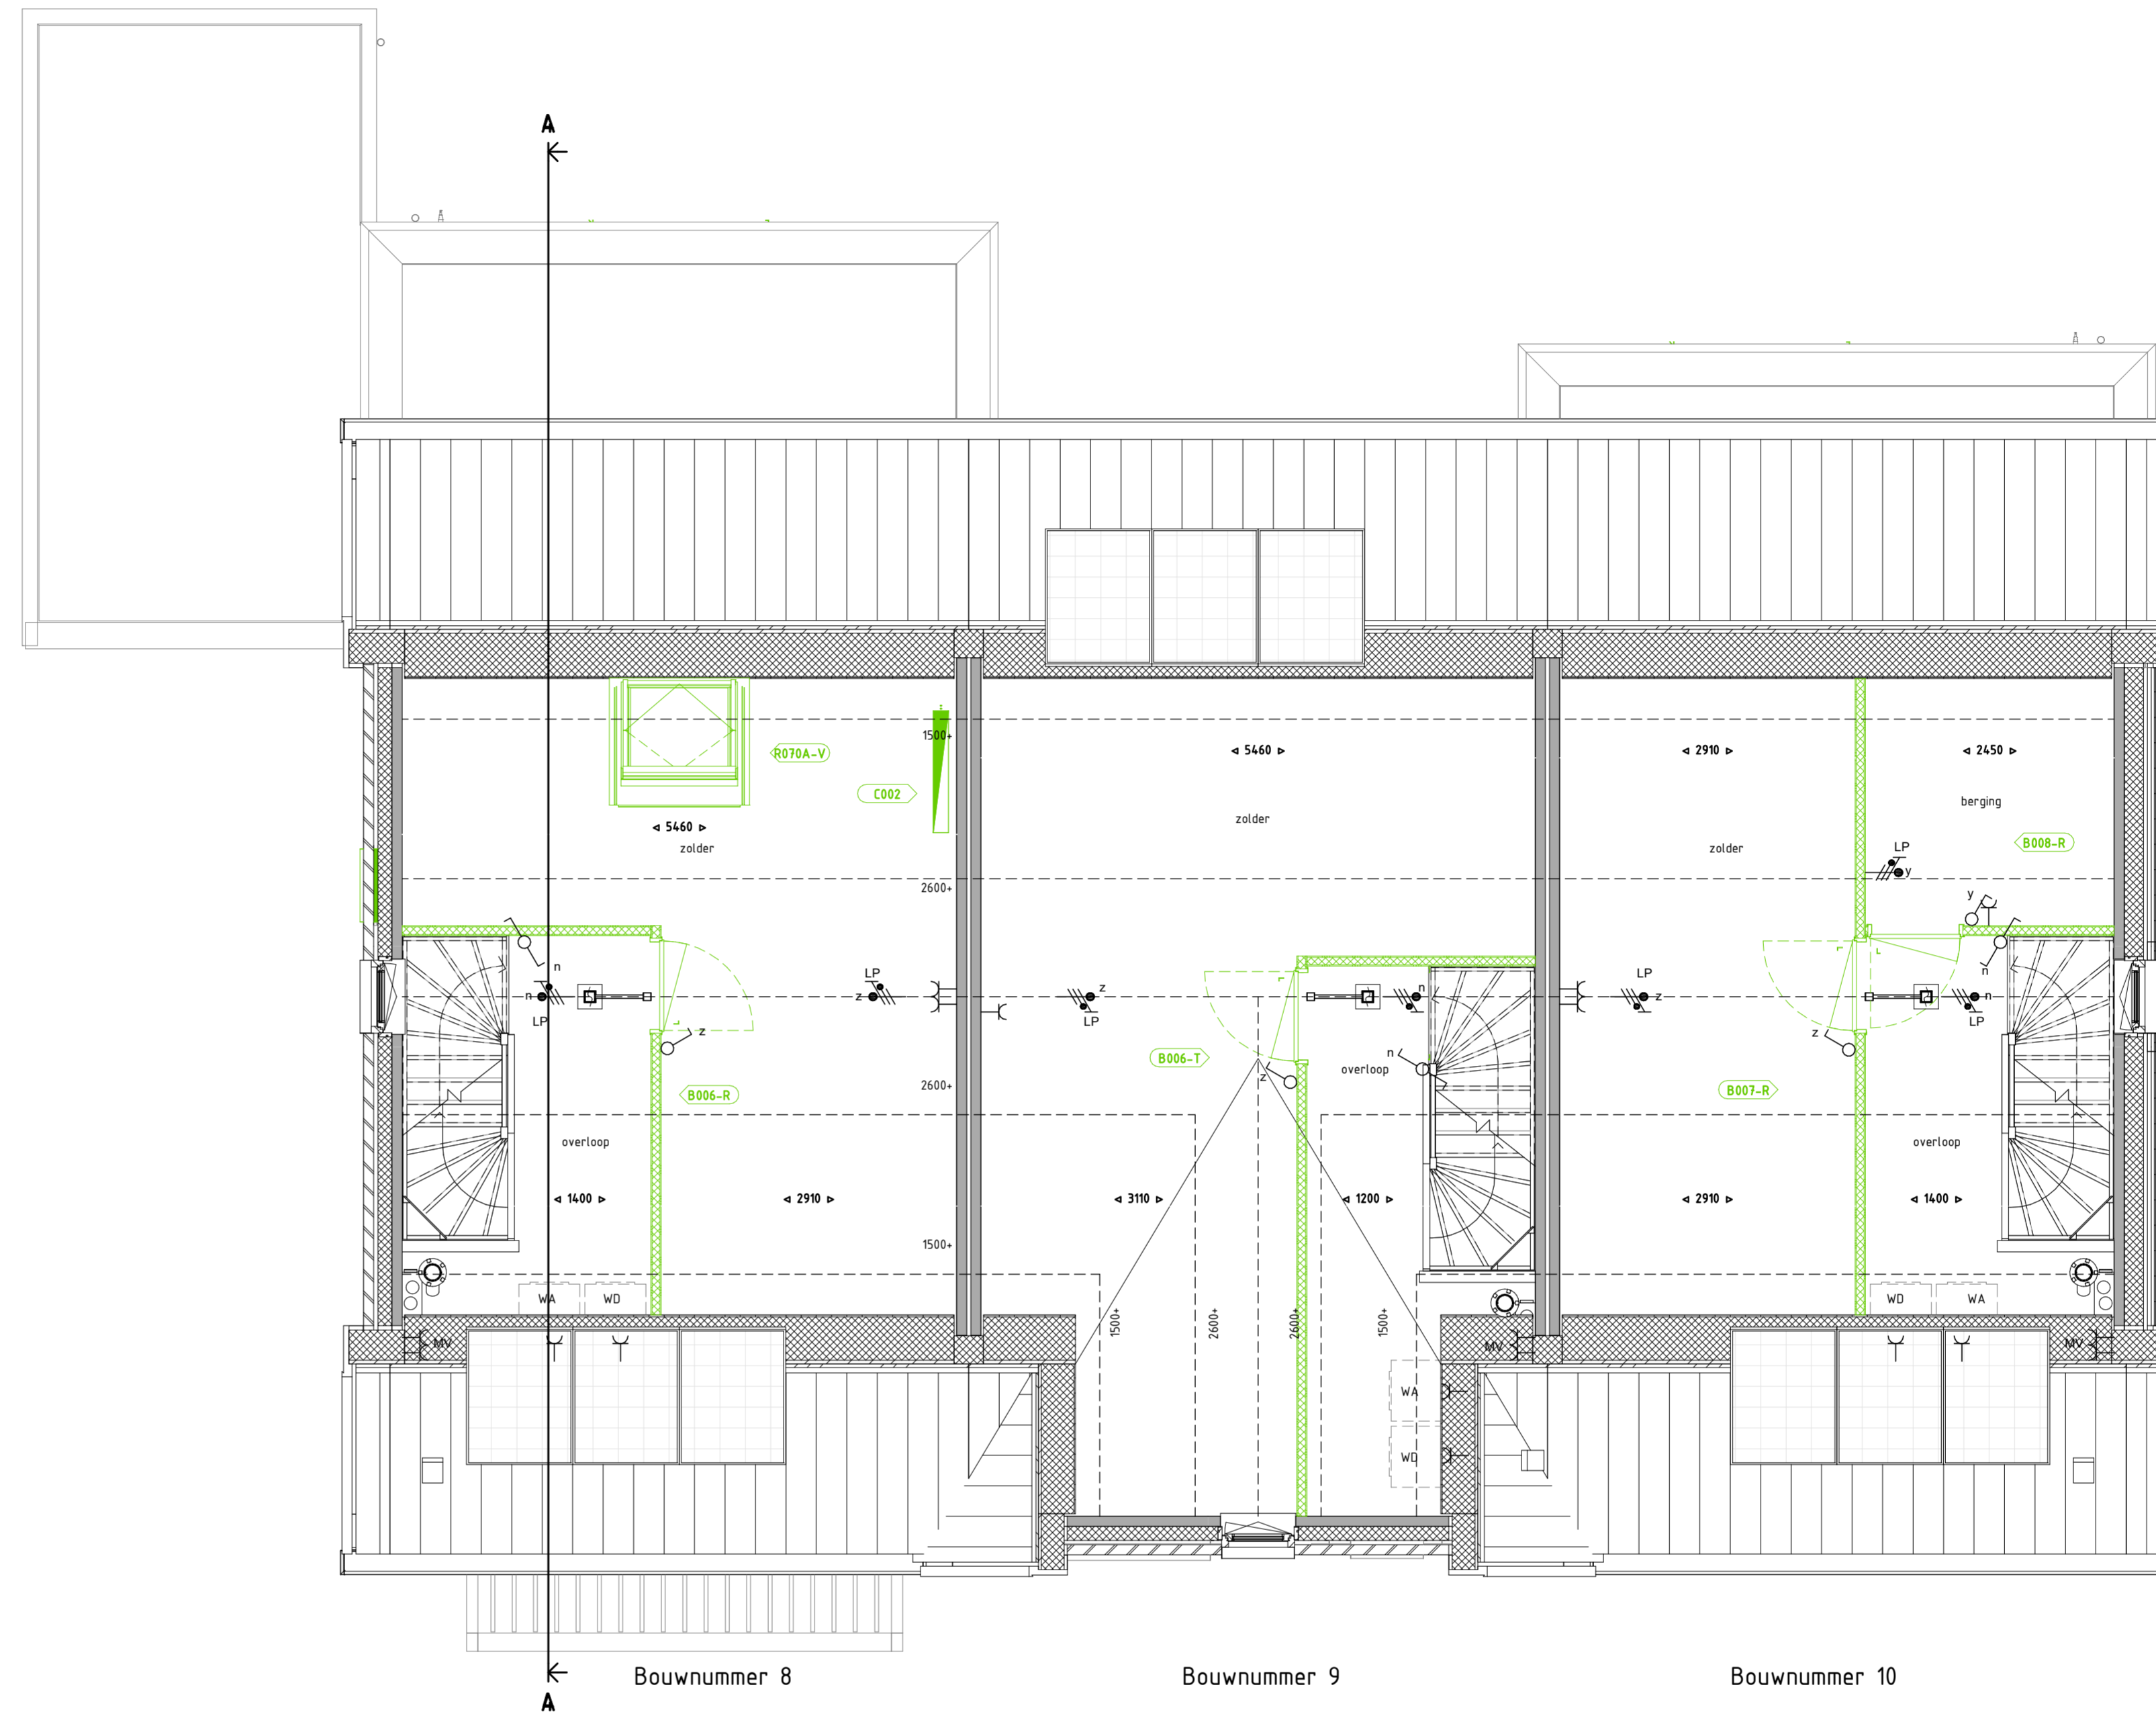 A
1500+
5460
2910
2450
R070A-V
C002
berging
5460
zolder
zolder
zolder
B008-R
LP
y
2600+
y
n
n
LP
LP
LP
n
z
z
n
z
n
LP
LP
LP
z
z
n
B006-T
overloop
z
2600+
B006-R
B007-R
overloop
overloop
1400
2910
3110
1200
2910
1400
1500+
WA
WD
1500+
2600+
2600+
1500+
WD
WA
MV
MV
MV
WA
WD
Bouwnummer 8
Bouwnummer 9
Bouwnummer 10
A